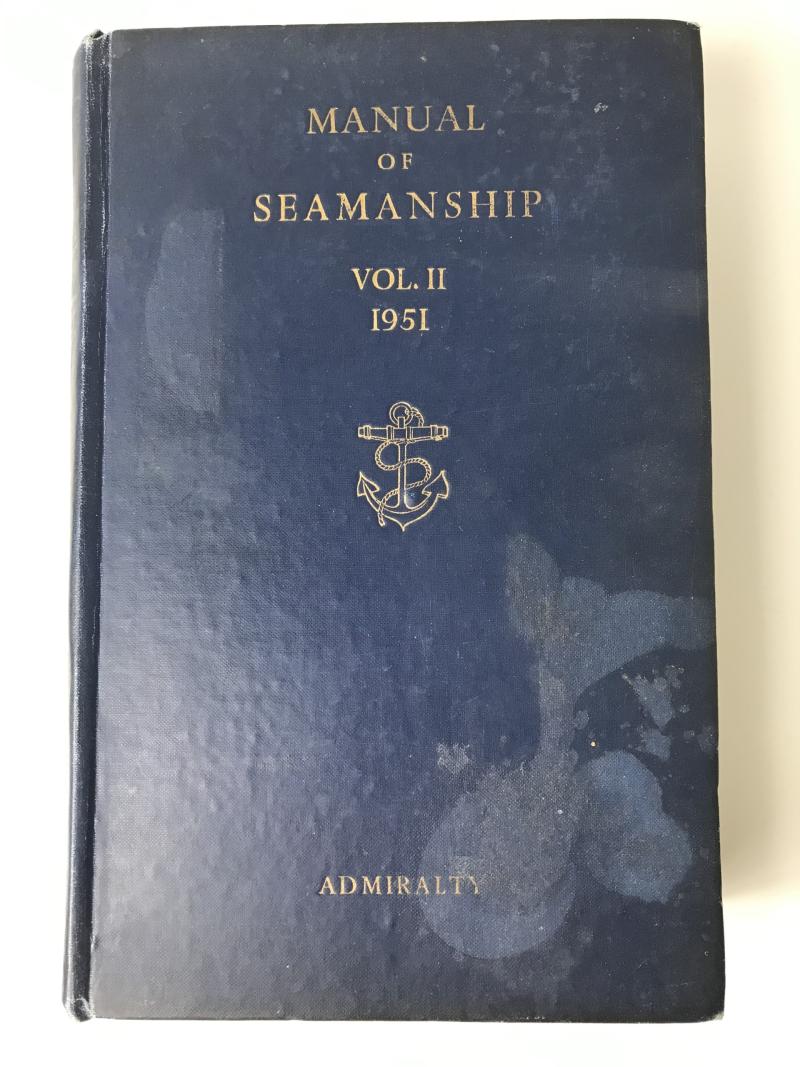 MANUAL
OF
SEAMANSHIP
VOL. II
1951
ADMIRALTY